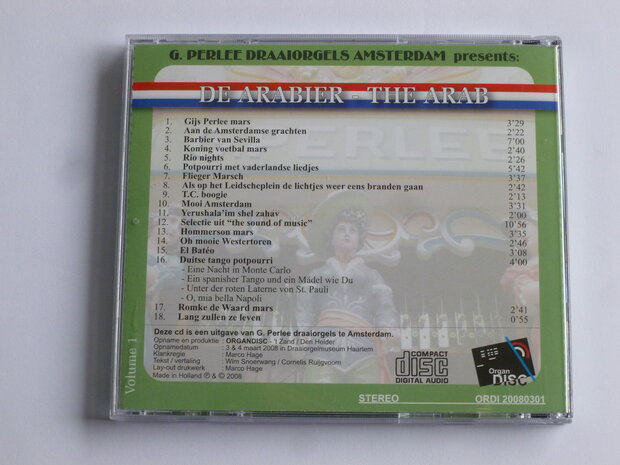 G. PERLEE DRAAIORGELS AMSTERDAM presents:
DE ARABIER - THE ARAB
PERLEE
1. Gijs Perlee mars 3'29
2. Aan de Amsterdamse grachten 2'22
3. Barbier van Sevilla 7'00
4. Koning voetbal mars 2'40
5. Rio nights 2'26
6. Potpourri met vaderlandse liedjes 5'42
7. Flieger Marsch 3'37
8. Als op het Leidscheplein de lichtjes weer eens branden gaan 2'42
9. T.C. boogie 2'13
10. Mooi Amsterdam 3'31
11. Yerushala'im shel zahav 2'00
12. Selectie uit "the sound of music" 10'56
13. Hommerson mars 3'35
14. Oh mooie Westertoren 2'46
15. El Batéo 3'08
16. Duitse tango potpourri 4'00
- Eine Nacht in Monte Carlo
- Ein spanisher Tango und ein Mädel wie Du
- Unter der roten Laterne von St. Pauli
- O, mia bella Napoli
17. Romke de Waard mars 2'41
18. Lang zullen ze leven 0'55
Deze cd is een uitgave van G. Perlee draaiorgels te Amsterdam.
Opname en produktie : ORGANDISC - 't Zand / Den Helder
Opnamedatum : 3 & 4 maart 2008 in Draaiorgelmuseum Haarlem
Klankregie : Marco Hage
Tekst / vertaling : Wim Snoerwang / Cornelis Ruijgvoorn
Lay-out drukwerk : Marco Hage
Made in Holland ℗ & © 2008
Volume 1
COMPACT
disc
DIGITAL AUDIO
Organ
DISC
STEREO ORDI 20080301